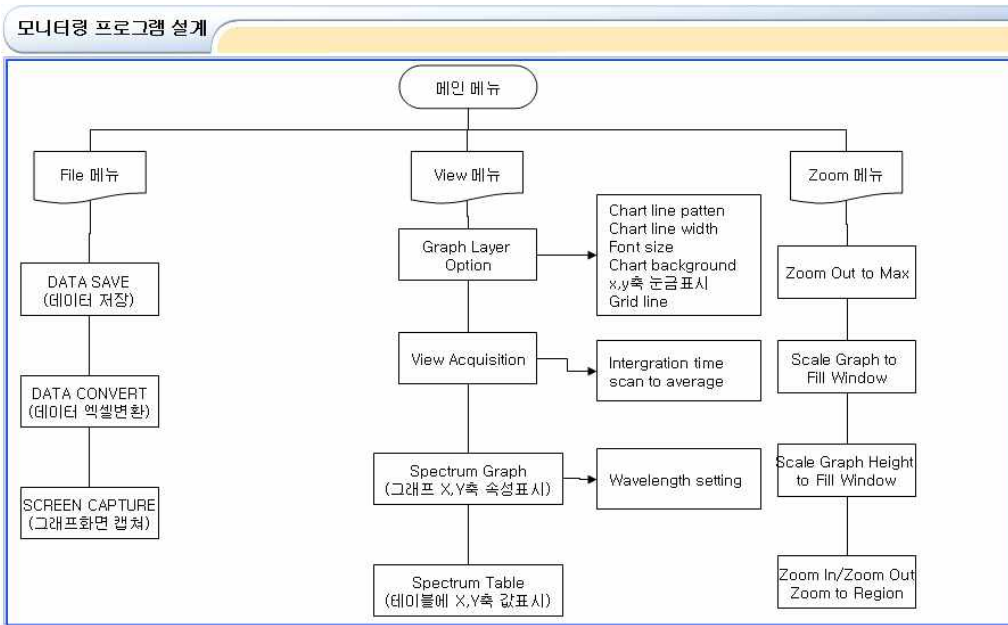 모니터링 프로그램 설계
메인 메뉴
File 메뉴
DATA SAVE
(데이터 저장)
DATA CONVERT
(데이터 엑셀변환)
SCREEN CAPTURE
(그래프화면 캡쳐)
View 메뉴
Graph Layer
Option
Chart line patten
Chart line width
Font size
Chart background
x,y축 눈금표시
Grid line
View Acquisition
Intergration time
scan to average
Spectrum Graph
(그래프 X,Y축 속성표시)
Wavelength setting
Spectrum Table
(테이블에 X,Y축 값표시)
Zoom 메뉴
Zoom Out to Max
Scale Graph to
Fill Window
Scale Graph Height
to Fill Window
Zoom In/Zoom Out
Zoom to Region